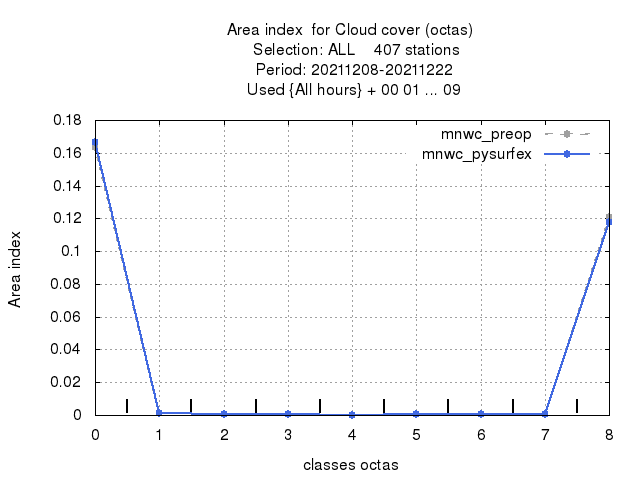 Area index  for Cloud cover (octas)
Selection: ALL    407 stations
Period: 20211208-20211222
Used {All hours} + 00 01 ... 09
mnwc_preop
mnwc_pysurfex
0.18
0.16
0.14
0.12
0.1
0.08
0.06
0.04
0.02
0
Area index
0 1 2 3 4 5 6 7 8
classes octas